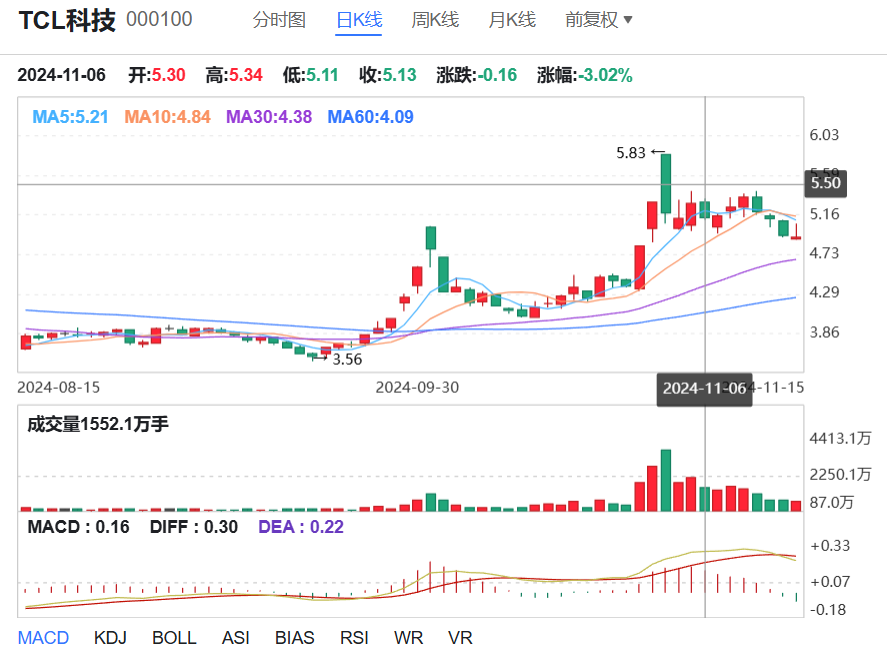 TCL科技 000100 分时图 日K线 周K线 月K线 前复权▼
2024-11-06 开:5.30 高:5.34 低:5.11 收:5.13 涨跌:-0.16 涨幅:-3.02%
MA5:5.21 MA10:4.84 MA30:4.38 MA60:4.09
6.03
5.83←
5.59
5.50
5.16
4.73
4.29
3.86
→3.56
2024-08-15 2024-09-30 2024-11-06 4-11-15
成交量1552.1万手
4413.1万
2250.1万
87.0万
MACD : 0.16 DIFF : 0.30 DEA : 0.22
+0.33
+0.07
-0.18
MACD KDJ BOLL ASI BIAS RSI WR VR